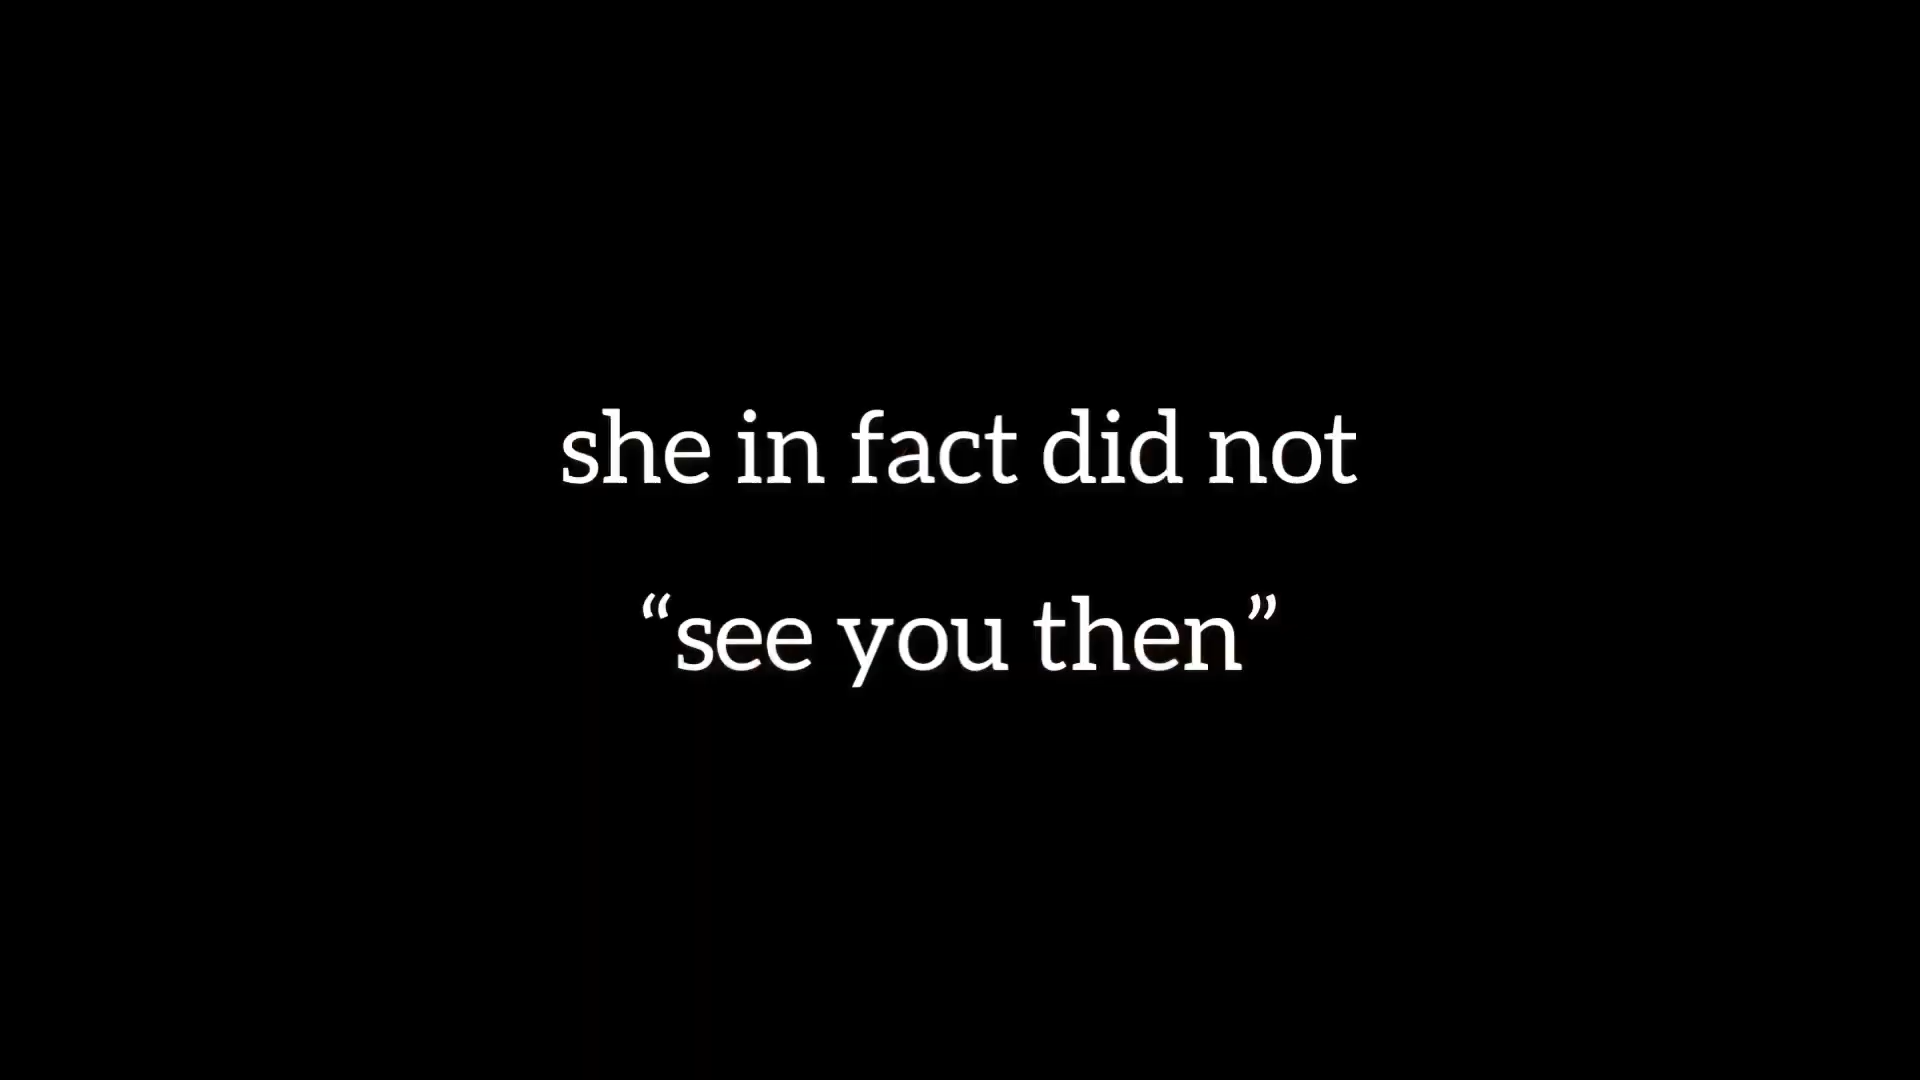 she in fact did not
“see you then”